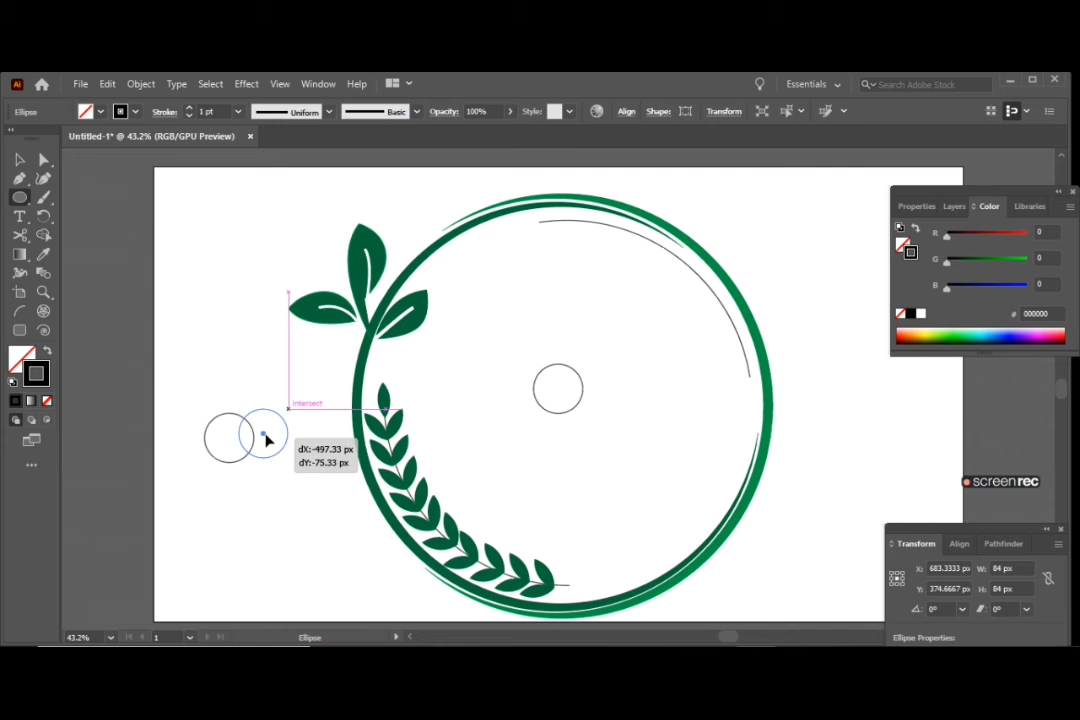 Ai File Edit Object Type Select Effect View Window Help Essentials Search Adobe Stock
Ellipse Stroke: 1 pt Uniform Basic Opacity: 100% Style: Align Shape: Transform
Untitled-1* @ 43.2% (RGB/GPU Preview) ×
Properties Layers Color Libraries
R 0
G 0
B 0
# 000000
Intersect
dX:-497.33 px
dY:-75.33 px
screenrec
Transform Align Pathfinder
X: 683.3333 px W: 84 px
Y: 374.6667 px H: 84 px
0° 0°
Ellipse Properties:
43.2% 1 Ellipse